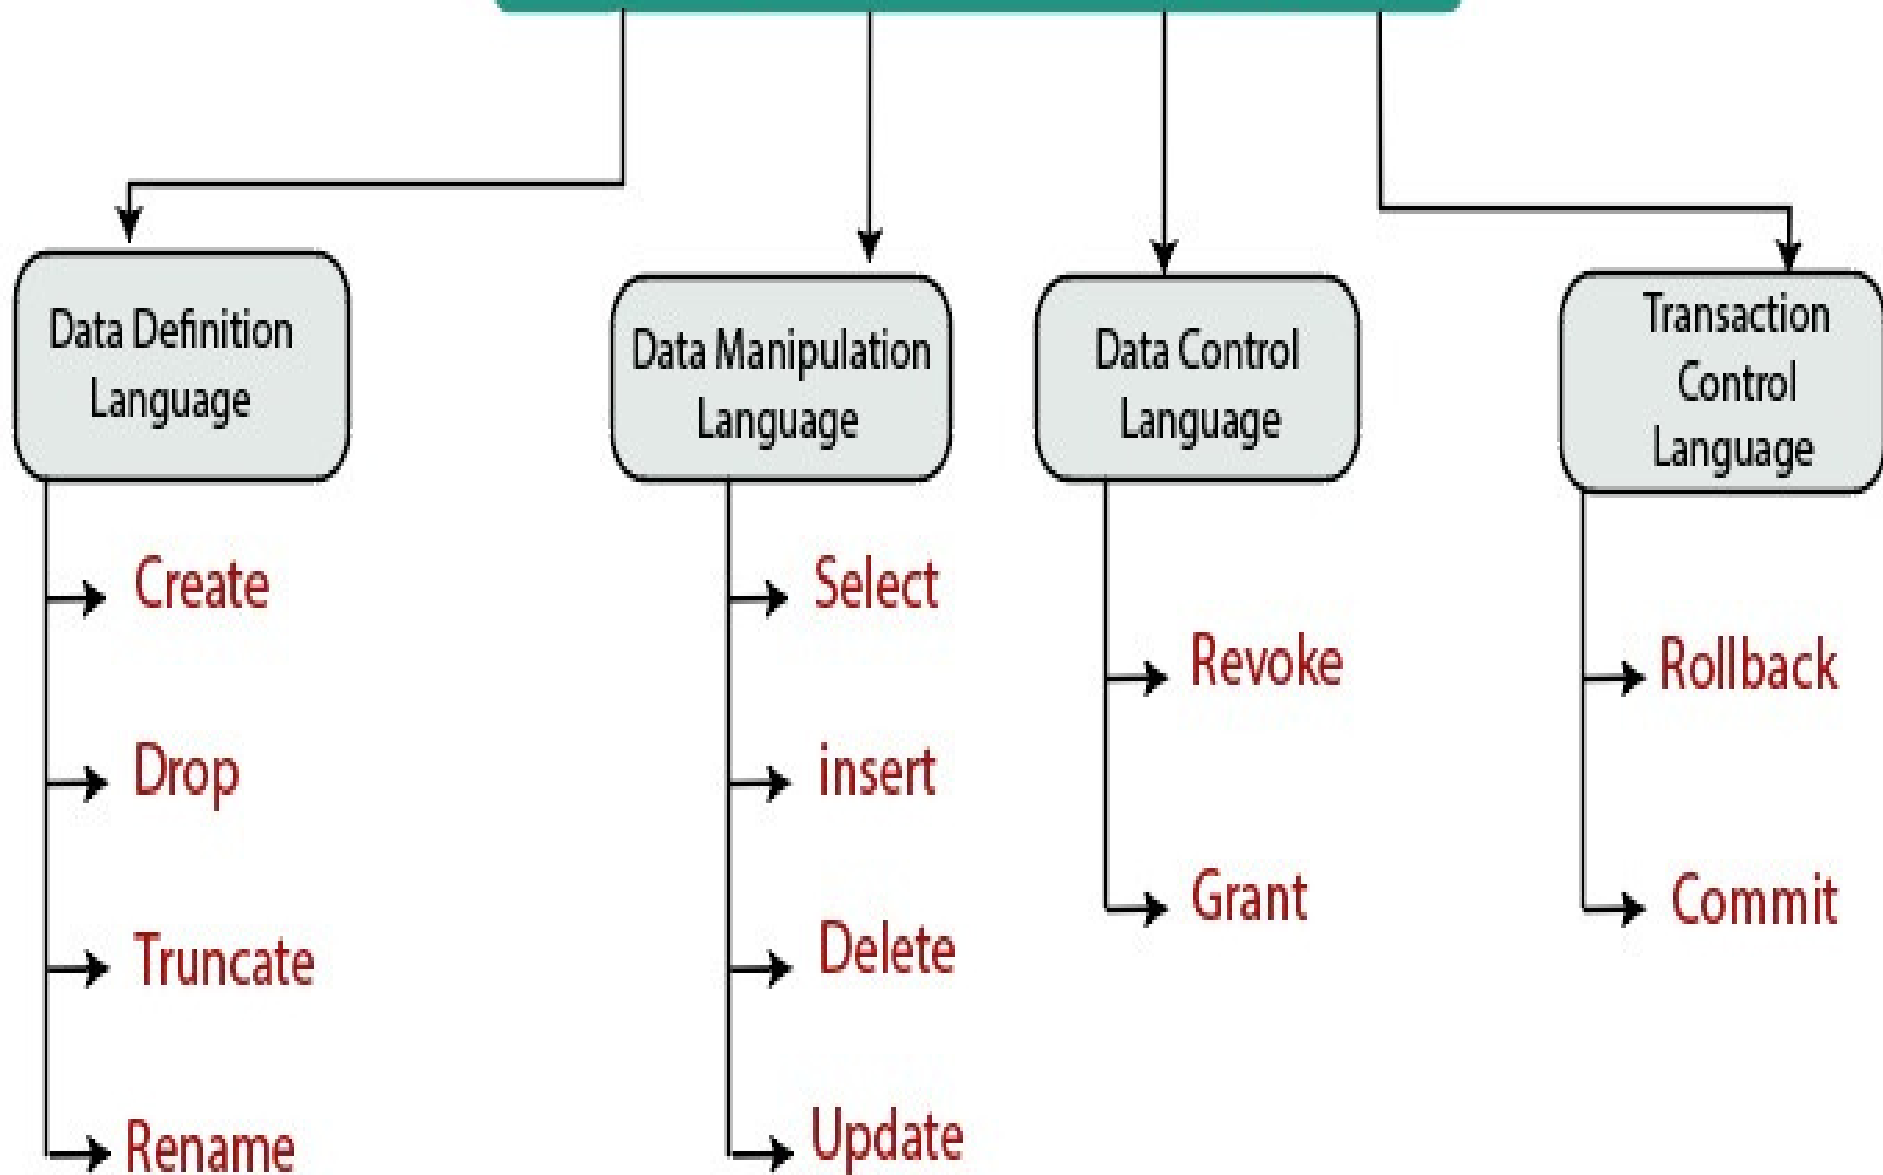 Data Definition
Language
Create
Drop
Truncate
Rename
Data Manipulation
Language
Select
insert
Delete
Update
Data Control
Language
Revoke
Grant
Transaction
Control
Language
Rollback
Commit